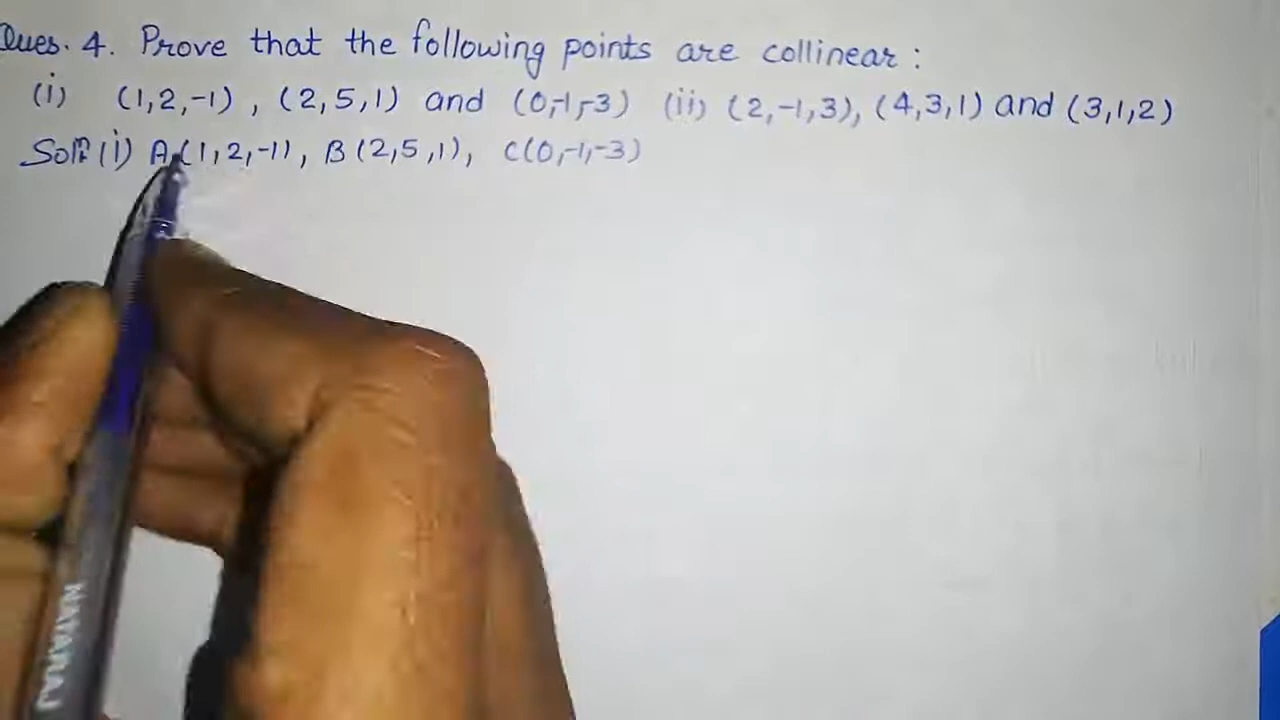 Ques. 4. Prove that the following points are collinear :
(i) (1,2,-1) , (2,5,1) and (0,-1,-3) (ii) (2,-1,3), (4,3,1) and (3,1,2)
Soln (i) A(1,2,-1), B(2,5,1), C(0,-1,-3)
NATARAJ